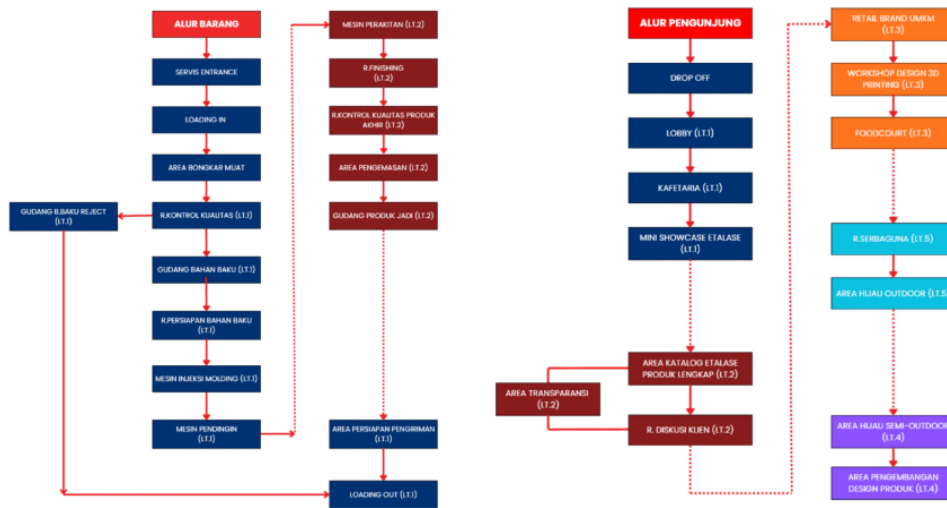 ALUR BARANG
SERVIS ENTRANCE
LOADING IN
AREA BONGKAR MUAT
R.KONTROL KUALITAS (LT.1)
GUDANG B.BAKU REJECT
(LT.1)
GUDANG BAHAN BAKU (LT.1)
R.PERSIAPAN BAHAN BAKU
(LT.1)
MESIN INJEKSI MOLDING (LT.1)
MESIN PENDINGIN
(LT.1)
MESIN PERAKITAN (LT.2)
R.FINISHING
(LT.2)
R.KONTROL KUALITAS PRODUK
AKHIR (LT.2)
AREA PENGEMASAN (LT.2)
GUDANG PRODUK JADI (LT.2)
AREA PERSIAPAN PENGIRIMAN
(LT.1)
LOADING OUT (LT.1)
ALUR PENGUNJUNG
DROP OFF
LOBBY (LT.1)
KAFETARIA (LT.1)
MINI SHOWCASE ETALASE
(LT.1)
AREA KATALOG ETALASE
PRODUK LENGKAP (LT.2)
AREA TRANSPARANSI
(LT.2)
R. DISKUSI KLIEN (LT.2)
RETAIL BRAND UMKM
(LT.3)
WORKSHOP DESIGN 3D
PRINTING (LT.3)
FOODCOURT (LT.3)
R.SERBAGUNA (LT.5)
AREA HIJAU OUTDOOR (LT.5)
AREA HIJAU SEMI-OUTDOOR
(LT.4)
AREA PENGEMBANGAN
DESIGN PRODUK (LT.4)